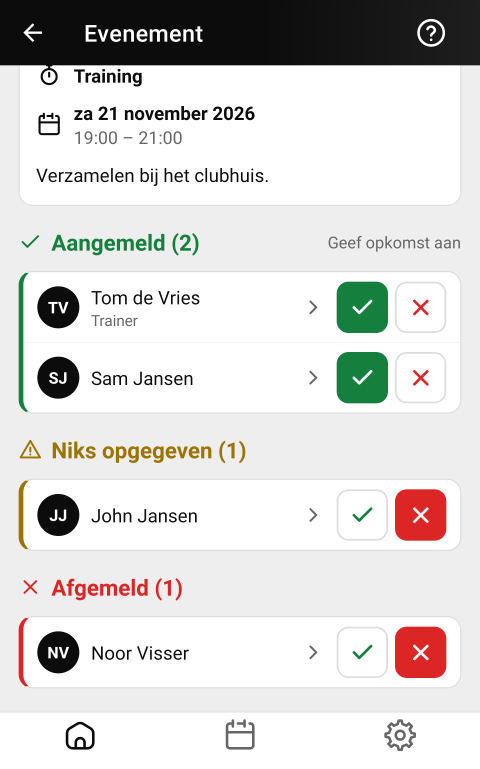 Evenement
Training
za 21 november 2026
19:00 – 21:00
Verzamelen bij het clubhuis.
Aangemeld (2)
Geef opkomst aan
TV
Tom de Vries
Trainer
SJ
Sam Jansen
Niks opgegeven (1)
JJ
John Jansen
Afgemeld (1)
NV
Noor Visser